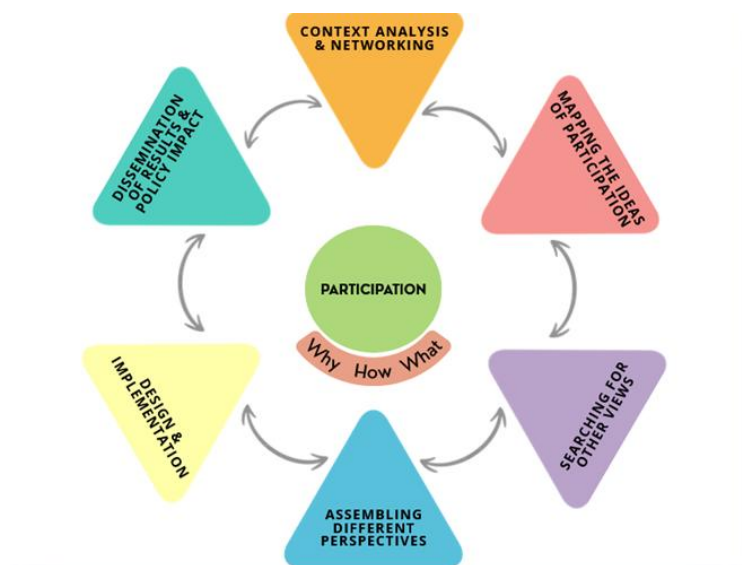 CONTEXT ANALYSIS
& NETWORKING
MAPPING THE IDEAS
OF PARTICIPATION
SEARCHING FOR
OTHER VIEWS
ASSEMBLING
DIFFERENT
PERSPECTIVES
DESIGN &
IMPLEMENTATION
DISSEMINATION
OF RESULTS &
POLICY IMPACT
PARTICIPATION
Why How What